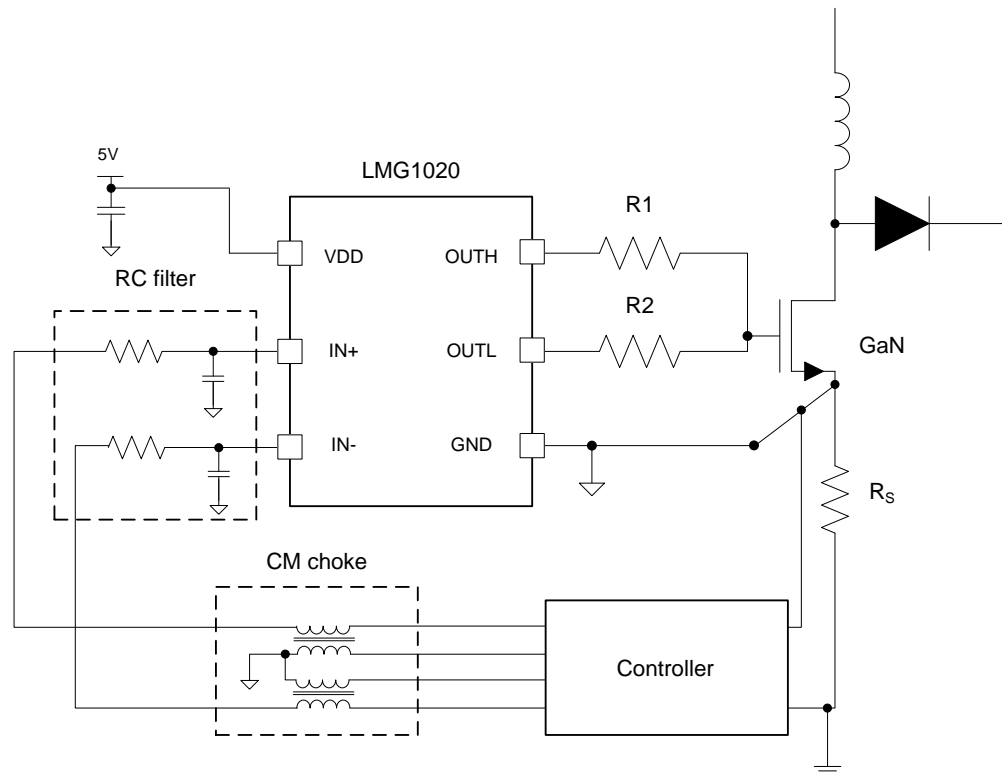 5V
LMG1020
R1
VDD
OUTH
RC filter
R2
IN+
OUTL
GaN
IN-
GND
RS
CM choke
Controller